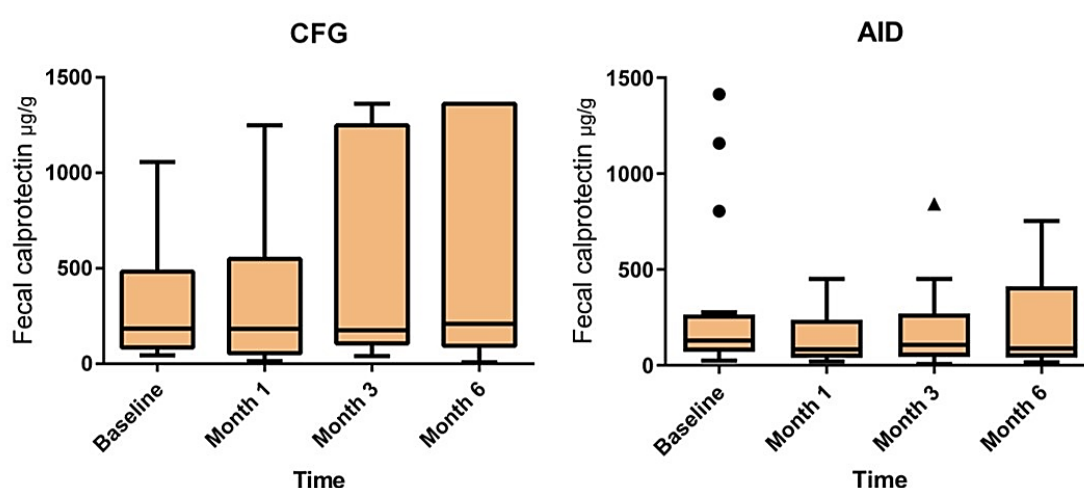 CFG
Fecal calprotectin µg/g
1500
1000
500
0
Baseline
Month 1
Month 3
Month 6
Time
AID
Fecal calprotectin µg/g
1500
1000
500
0
Baseline
Month 1
Month 3
Month 6
Time